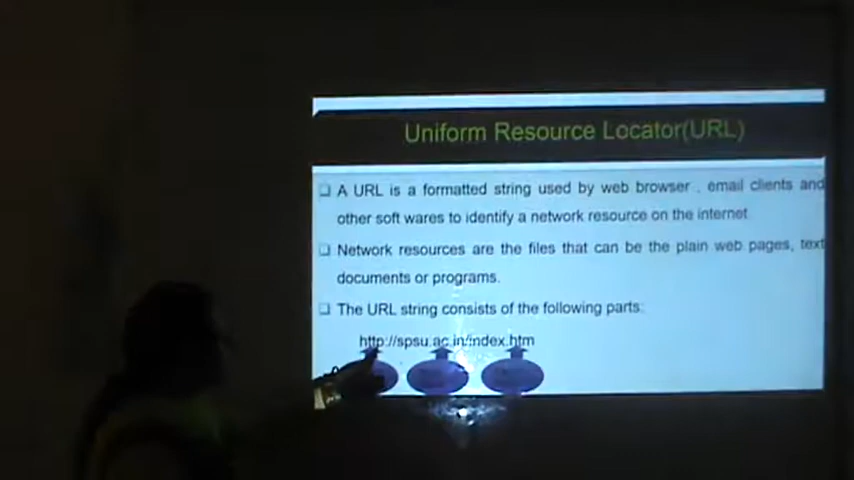 Uniform Resource Locator(URL)
A URL is a formatted string used by web browser , email clients and
other soft wares to identify a network resource on the internet
Network resources are the files that can be the plain web pages, text
documents or programs.
The URL string consists of the following parts:
http://spsu.ac.in/index.htm